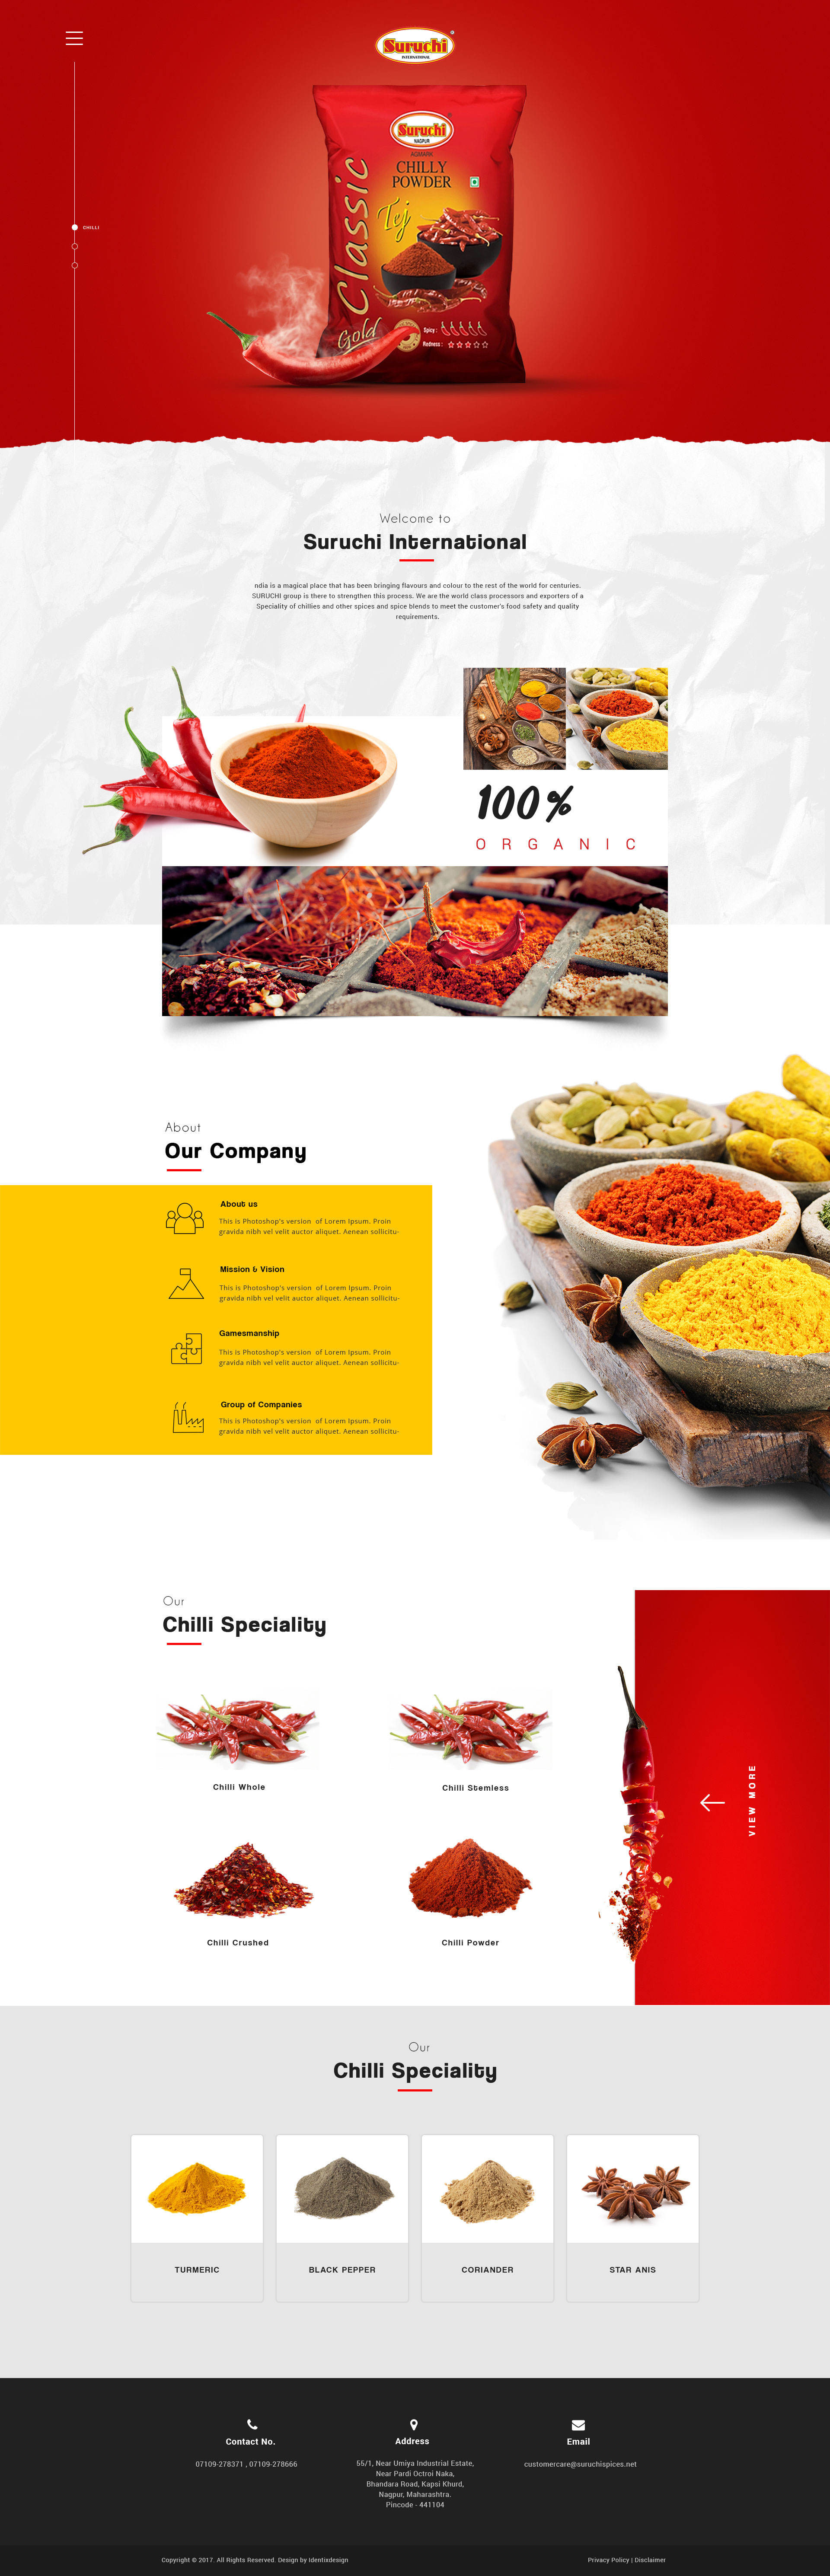 Suruchi
INTERNATIONAL
Suruchi
NAGPUR
AGMARK
CHILLY
POWDER
Tej
Classic
Gold
Spicy :
Redness :
CHILLI
Welcome to
Suruchi International
ndia is a magical place that has been bringing flavours and colour to the rest of the world for centuries.
SURUCHI group is there to strengthen this process. We are the world class processors and exporters of a
Speciality of chillies and other spices and spice blends to meet the customer's food safety and quality
requirements.
100%
ORGANIC
About
Our Company
About us
This is Photoshop's version of Lorem Ipsum. Proin
gravida nibh vel velit auctor aliquet. Aenean sollicitu-
Mission & Vision
This is Photoshop's version of Lorem Ipsum. Proin
gravida nibh vel velit auctor aliquet. Aenean sollicitu-
Gamesmanship
This is Photoshop's version of Lorem Ipsum. Proin
gravida nibh vel velit auctor aliquet. Aenean sollicitu-
Group of Companies
This is Photoshop's version of Lorem Ipsum. Proin
gravida nibh vel velit auctor aliquet. Aenean sollicitu-
Our
Chilli Speciality
Chilli Whole
Chilli Stemless
Chilli Crushed
Chilli Powder
VIEW MORE
Our
Chilli Speciality
TURMERIC
BLACK PEPPER
CORIANDER
STAR ANIS
Contact No.
07109-278371 , 07109-278666
Address
55/1, Near Umiya Industrial Estate,
Near Pardi Octroi Naka,
Bhandara Road, Kapsi Khurd,
Nagpur, Maharashtra.
Pincode - 441104
Email
customercare@suruchispices.net
Copyright © 2017. All Rights Reserved. Design by Identixdesign
Privacy Policy | Disclaimer